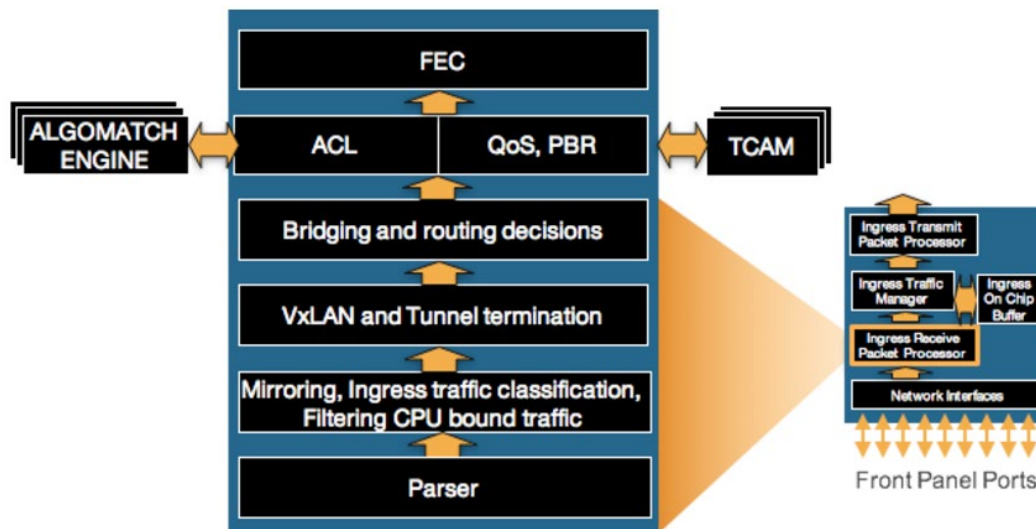 FEC
ALGOMATCH
ENGINE
ACL
QoS, PBR
TCAM
Bridging and routing decisions
VxLAN and Tunnel termination
Mirroring, Ingress traffic classification,
Filtering CPU bound traffic
Parser
Ingress Transmit
Packet Processor
Ingress Traffic
Manager
Ingress
On Chip
Buffer
Ingress Receive
Packet Processor
Network Interfaces
Front Panel Ports